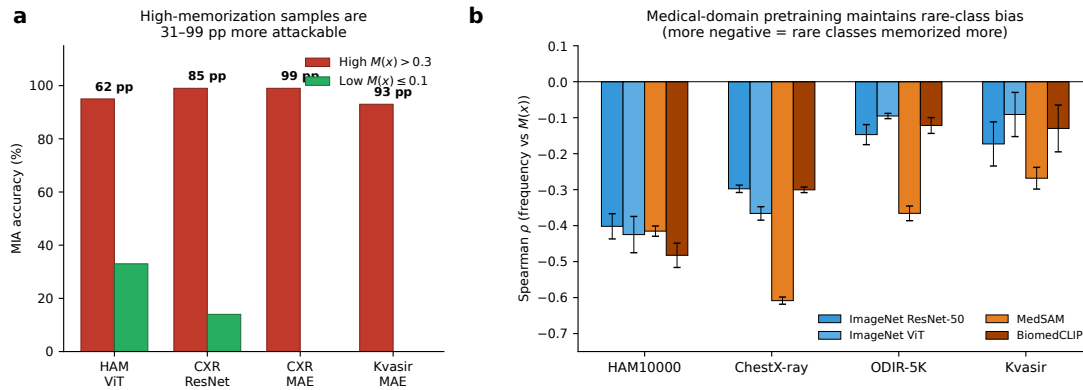 a
High-memorization samples are
31–99 pp more attackable
High M(x) > 0.3
Low M(x) ≤ 0.1
62 pp
85 pp
99 pp
93 pp
MIA accuracy (%)
100
80
60
40
20
0
HAM
ViT
CXR
ResNet
CXR
MAE
Kvasir
MAE
b
Medical-domain pretraining maintains rare-class bias
(more negative = rare classes memorized more)
Spearman ρ (frequency vs M(x))
0.0
−0.1
−0.2
−0.3
−0.4
−0.5
−0.6
−0.7
ImageNet ResNet-50
ImageNet ViT
MedSAM
BiomedCLIP
HAM10000
ChestX-ray
ODIR-5K
Kvasir